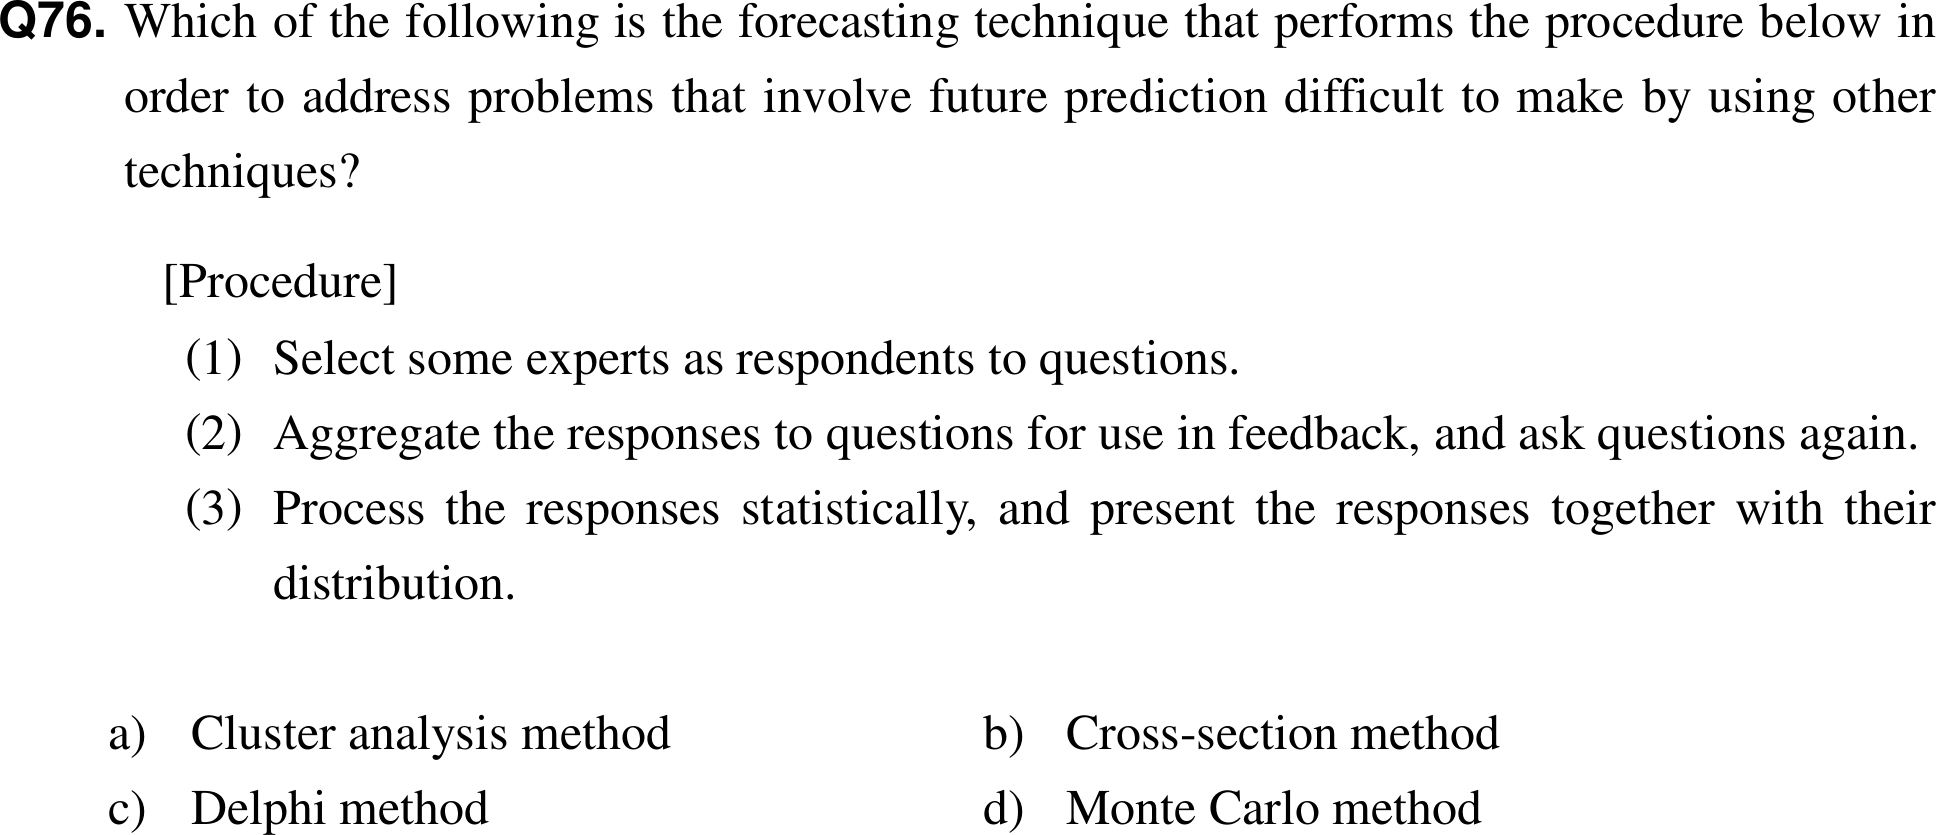 Q76. Which of the following is the forecasting technique that performs the procedure below in
order to address problems that involve future prediction difficult to make by using other
techniques?
[Procedure]
(1) Select some experts as respondents to questions.
(2) Aggregate the responses to questions for use in feedback, and ask questions again.
(3) Process the responses statistically, and present the responses together with their
distribution.
a) Cluster analysis method b) Cross-section method
c) Delphi method d) Monte Carlo method